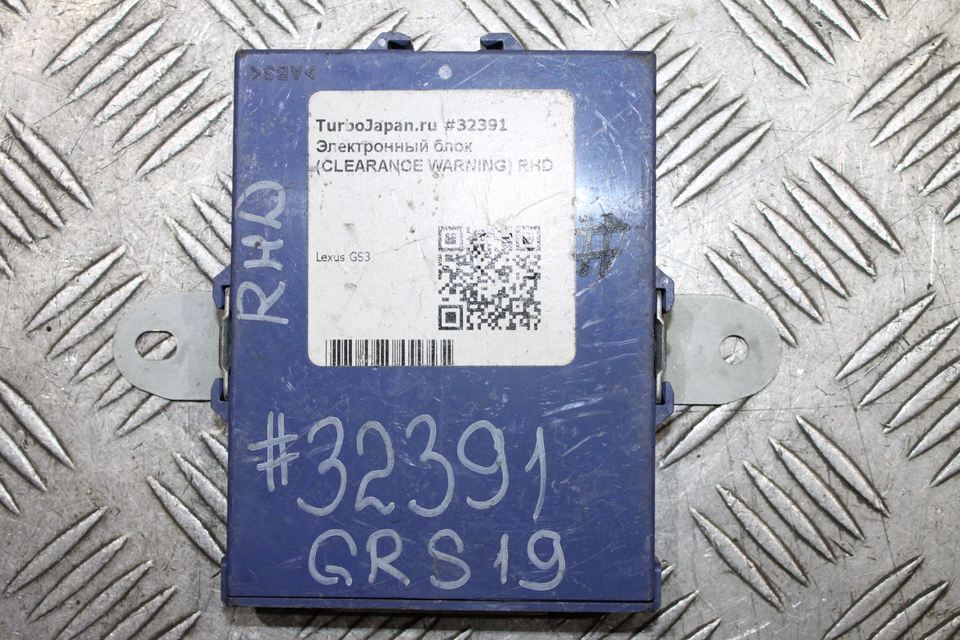 >ABS<
TurboJapan.ru #32391
Электронный блок
(CLEARANCE WARNING) RHD
Lexus GS3
RHD
#
#32391
GRS19